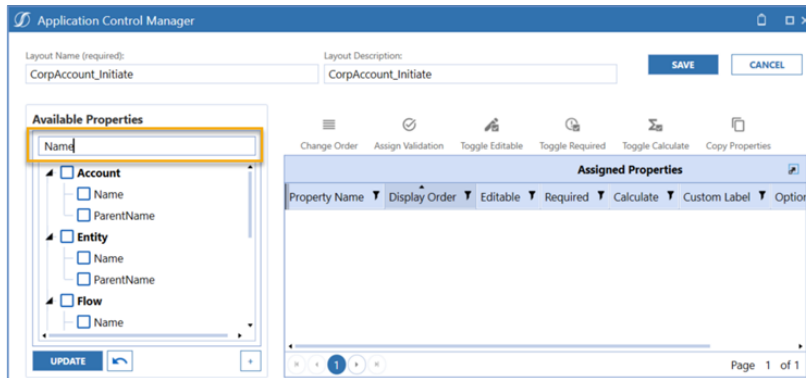 Application Control Manager
Layout Name (required):
Layout Description:
CorpAccount_Initiate
CorpAccount_Initiate
SAVE
CANCEL
Available Properties
Name
Account
Name
ParentName
Entity
Name
ParentName
Flow
Name
UPDATE
+
Change Order
Assign Validation
Toggle Editable
Toggle Required
Toggle Calculate
Copy Properties
Assigned Properties
Property Name Display Order Editable Required Calculate Custom Label Option
1
Page 1 of 1